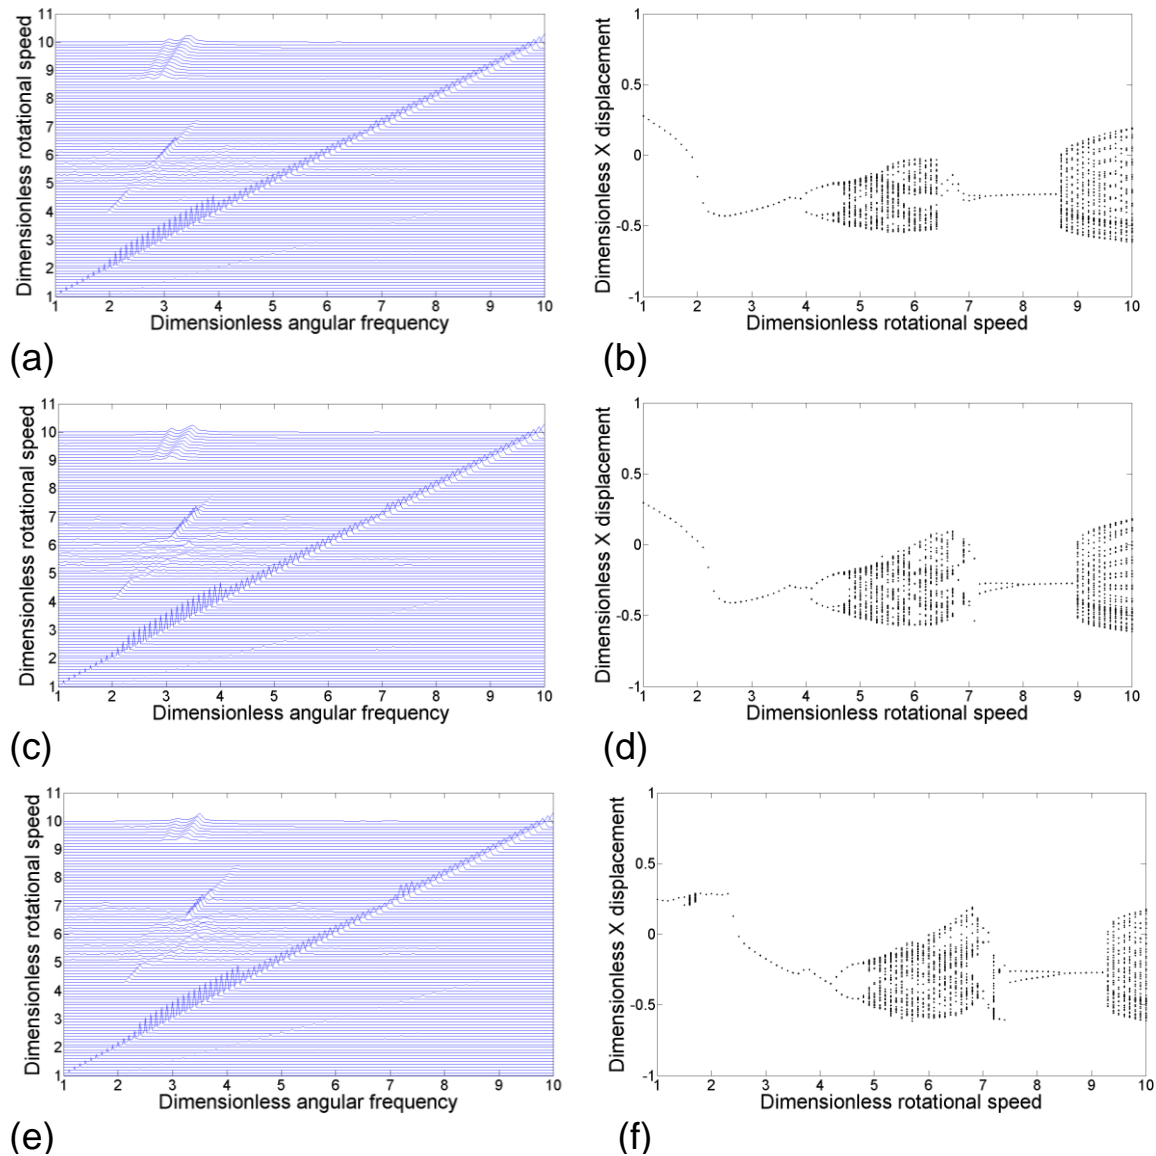 Dimensionless rotational speed
11
10
9
8
7
6
5
4
3
2
1
1 2 3 4 5 6 7 8 9 10
Dimensionless angular frequency
(a)
Dimensionless X displacement
1
0.5
0
-0.5
-1
1 2 3 4 5 6 7 8 9 10
Dimensionless rotational speed
(b)
Dimensionless rotational speed
11
10
9
8
7
6
5
4
3
2
1
1 2 3 4 5 6 7 8 9 10
Dimensionless angular frequency
(c)
Dimensionless X displacement
1
0.5
0
-0.5
-1
1 2 3 4 5 6 7 8 9 10
Dimensionless rotational speed
(d)
Dimensionless rotational speed
11
10
9
8
7
6
5
4
3
2
1
1 2 3 4 5 6 7 8 9 10
Dimensionless angular frequency
(e)
Dimensionless X displacement
1
0.5
0
-0.5
-1
1 2 3 4 5 6 7 8 9 10
Dimensionless rotational speed
(f)